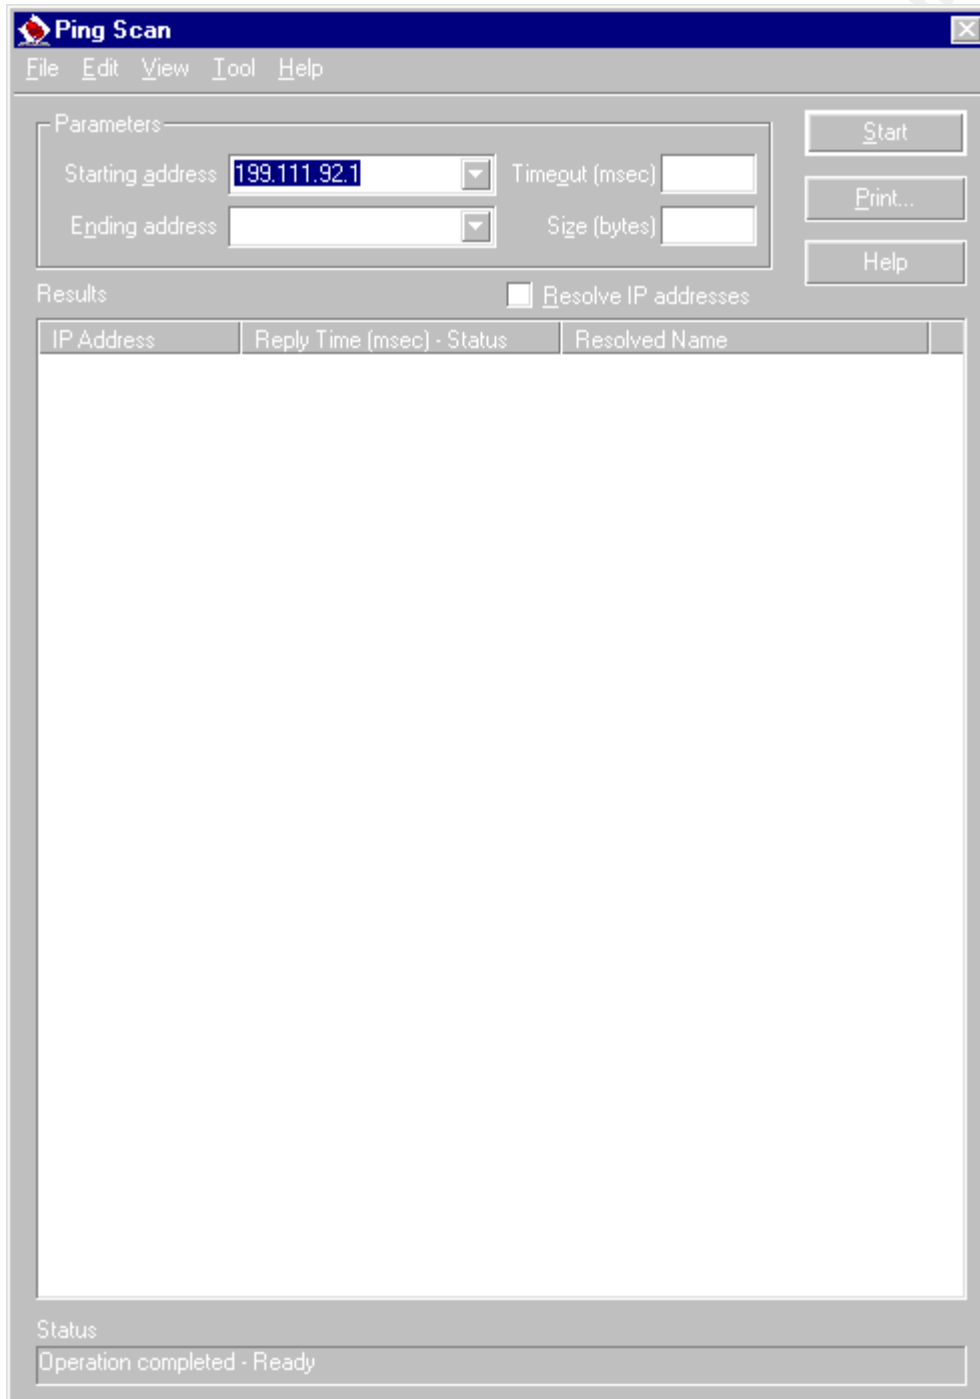 Ping Scan
File Edit View Tool Help
Parameters
Starting address 199.111.92.1 Timeout (msec)
Ending address Size (bytes)
Start
Print...
Help
Results Resolve IP addresses
IP Address Reply Time (msec) - Status Resolved Name
Status
Operation completed - Ready